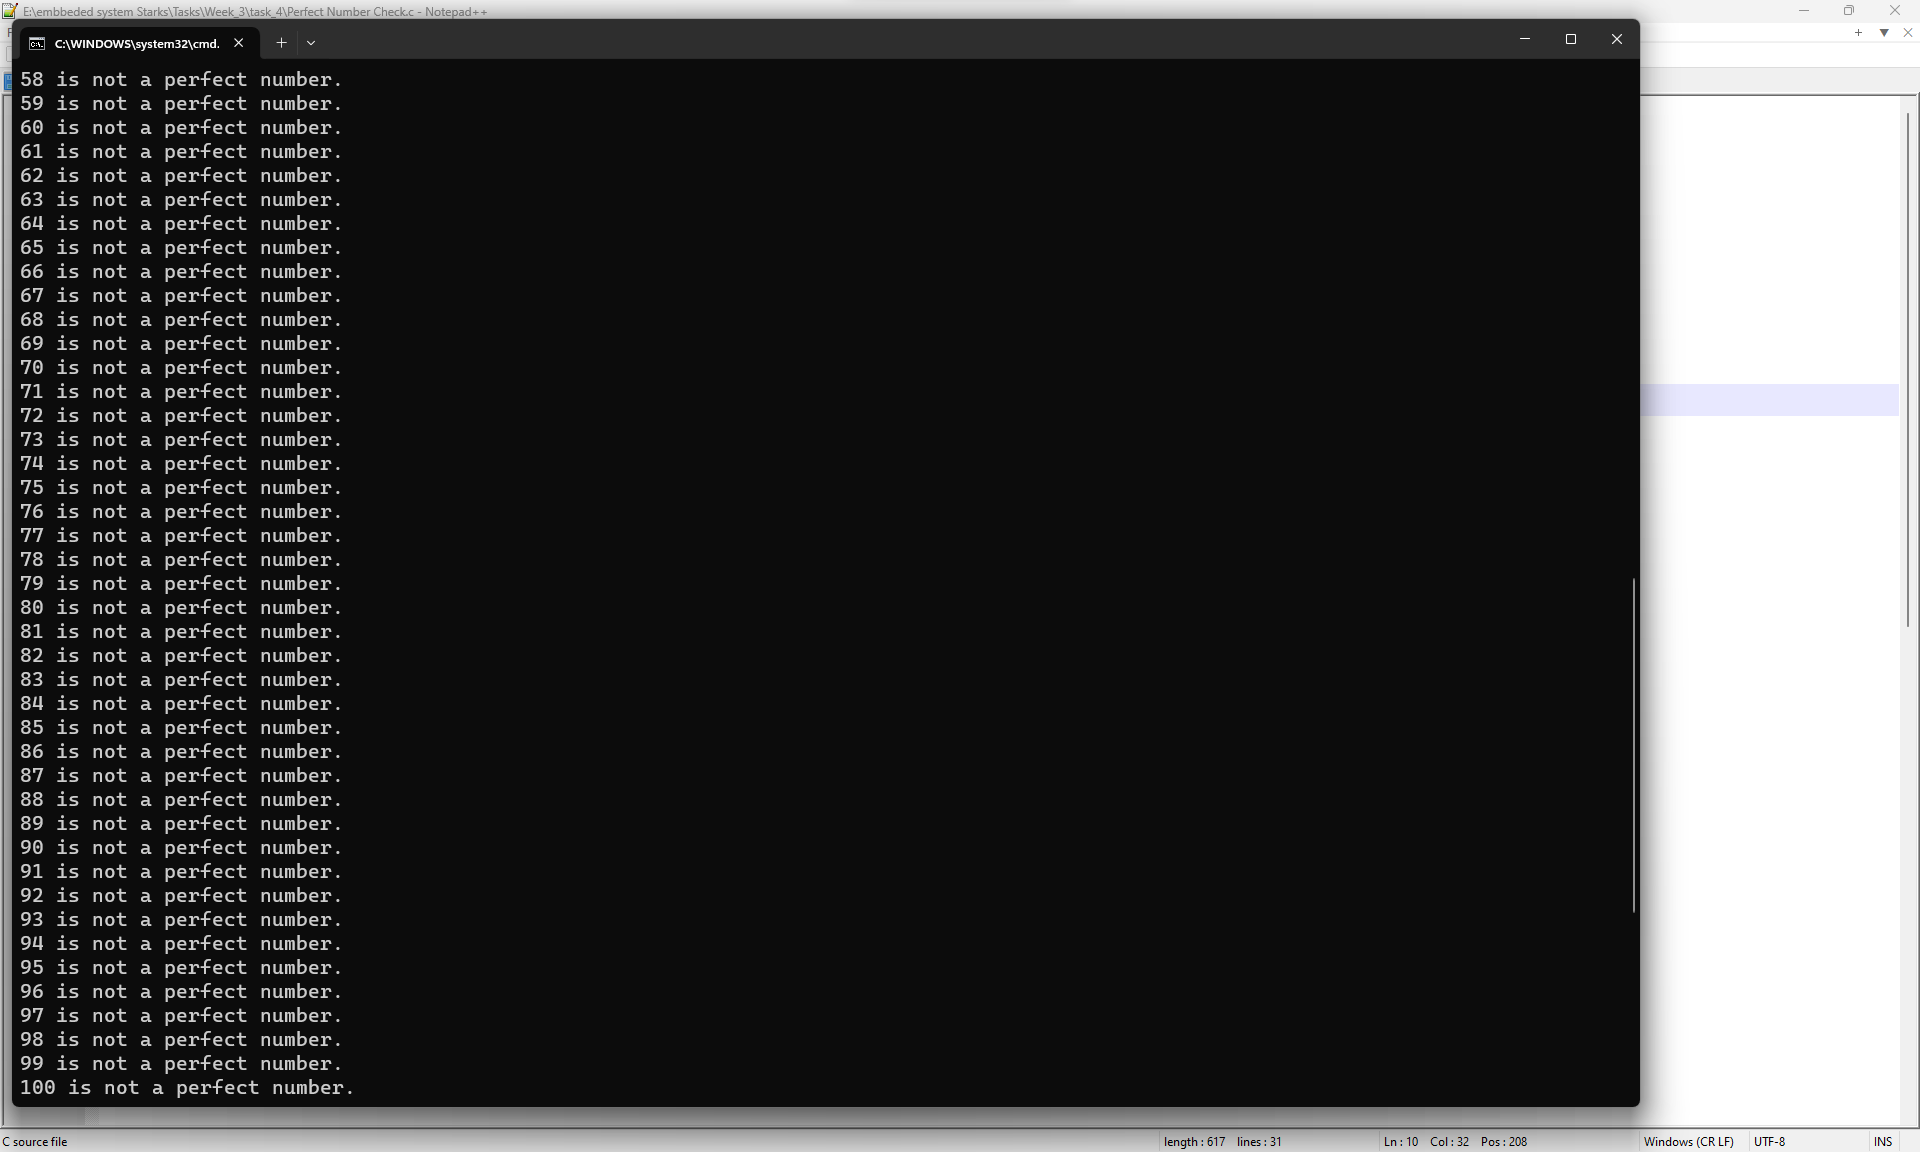 E:\embbeded system Starks\Tasks\Week_3\task_4\Perfect Number Check.c - Notepad++
C:\WINDOWS\system32\cmd.
58 is not a perfect number.
59 is not a perfect number.
60 is not a perfect number.
61 is not a perfect number.
62 is not a perfect number.
63 is not a perfect number.
64 is not a perfect number.
65 is not a perfect number.
66 is not a perfect number.
67 is not a perfect number.
68 is not a perfect number.
69 is not a perfect number.
70 is not a perfect number.
71 is not a perfect number.
72 is not a perfect number.
73 is not a perfect number.
74 is not a perfect number.
75 is not a perfect number.
76 is not a perfect number.
77 is not a perfect number.
78 is not a perfect number.
79 is not a perfect number.
80 is not a perfect number.
81 is not a perfect number.
82 is not a perfect number.
83 is not a perfect number.
84 is not a perfect number.
85 is not a perfect number.
86 is not a perfect number.
87 is not a perfect number.
88 is not a perfect number.
89 is not a perfect number.
90 is not a perfect number.
91 is not a perfect number.
92 is not a perfect number.
93 is not a perfect number.
94 is not a perfect number.
95 is not a perfect number.
96 is not a perfect number.
97 is not a perfect number.
98 is not a perfect number.
99 is not a perfect number.
100 is not a perfect number.
C source file length : 617 lines : 31 Ln : 10 Col : 32 Pos : 208 Windows (CR LF) UTF-8 INS